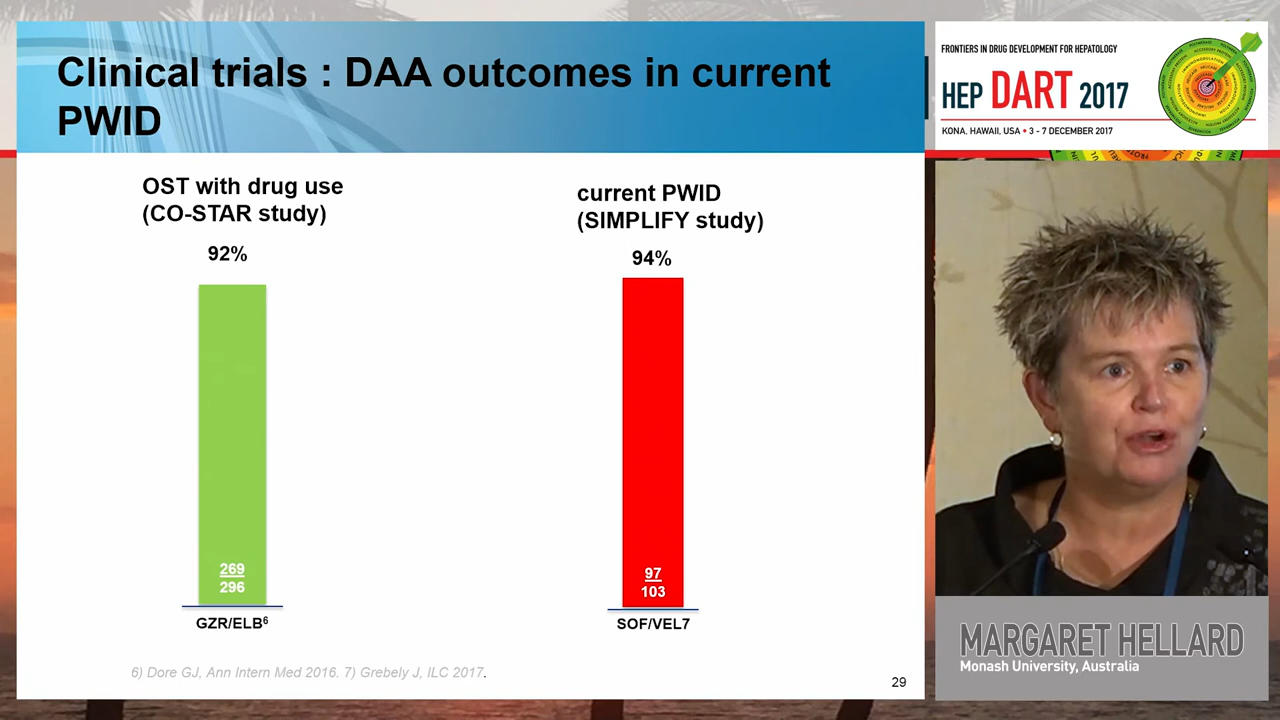 Clinical trials : DAA outcomes in current
PWID
OST with drug use
(CO-STAR study)
92%
269
296
GZR/ELB6
current PWID
(SIMPLIFY study)
94%
97
103
SOF/VEL7
6) Dore GJ, Ann Intern Med 2016. 7) Grebely J, ILC 2017.
29
FRONTIERS IN DRUG DEVELOPMENT FOR HEPATOLOGY
HEP DART 2017
KONA, HAWAII, USA • 3 - 7 DECEMBER 2017
MARGARET HELLARD
Monash University, Australia